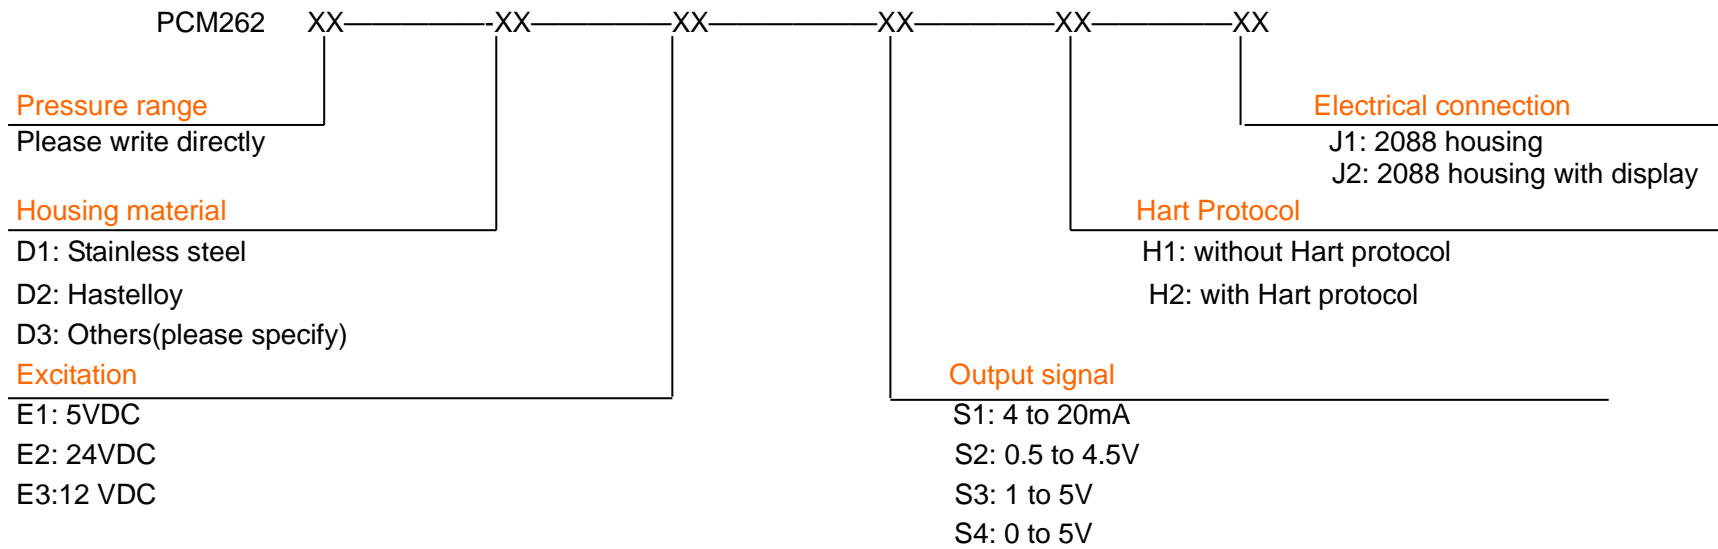 PCM262 XX—————-XX—————XX——————XX—————XX—————XX
Pressure range
Please write directly
Housing material
D1: Stainless steel
D2: Hastelloy
D3: Others(please specify)
Excitation
E1: 5VDC
E2: 24VDC
E3:12 VDC
Output signal
S1: 4 to 20mA
S2: 0.5 to 4.5V
S3: 1 to 5V
S4: 0 to 5V
Hart Protocol
H1: without Hart protocol
H2: with Hart protocol
Electrical connection
J1: 2088 housing
J2: 2088 housing with display